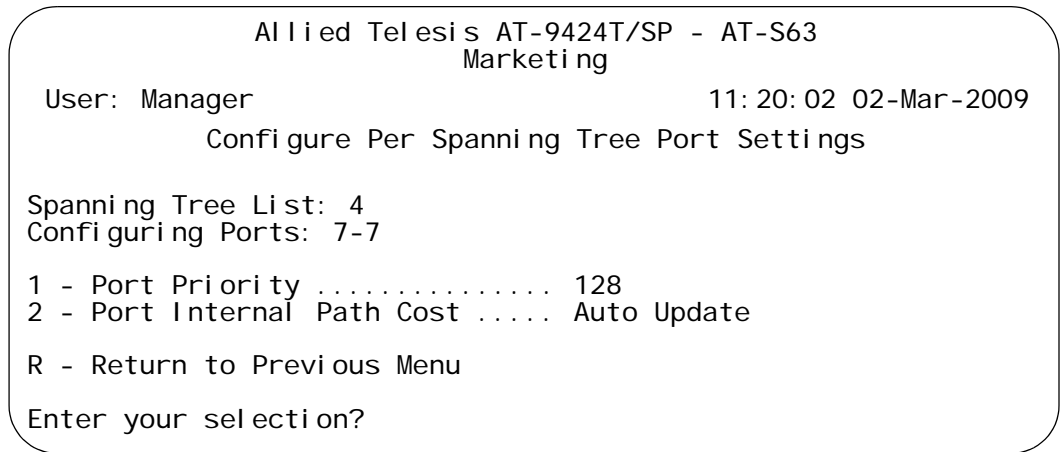 Allied Telesis AT-9424T/SP - AT-S63
Marketing
User: Manager 11:20:02 02-Mar-2009
Configure Per Spanning Tree Port Settings
Spanning Tree List: 4
Configuring Ports: 7-7
1 - Port Priority ............... 128
2 - Port Internal Path Cost ..... Auto Update
R - Return to Previous Menu
Enter your selection?